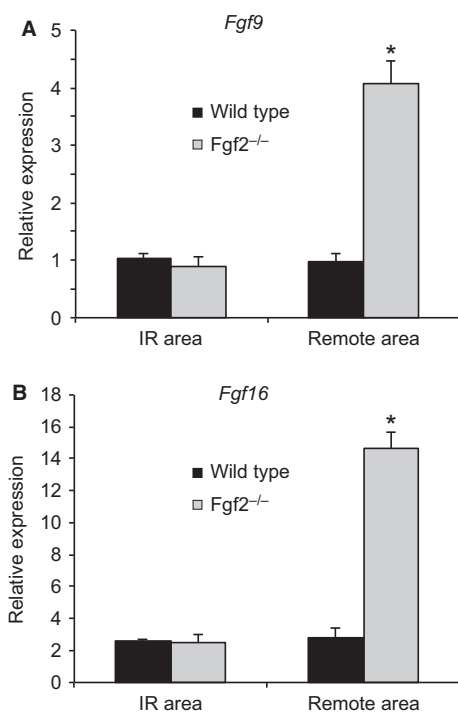 A
Fgf9
5
4
3
2
1
0
Relative expression
Wild type
Fgf2–/–
*
IR area
Remote area
B
Fgf16
18
16
14
12
10
8
6
4
2
0
Relative expression
Wild type
Fgf2–/–
*
IR area
Remote area